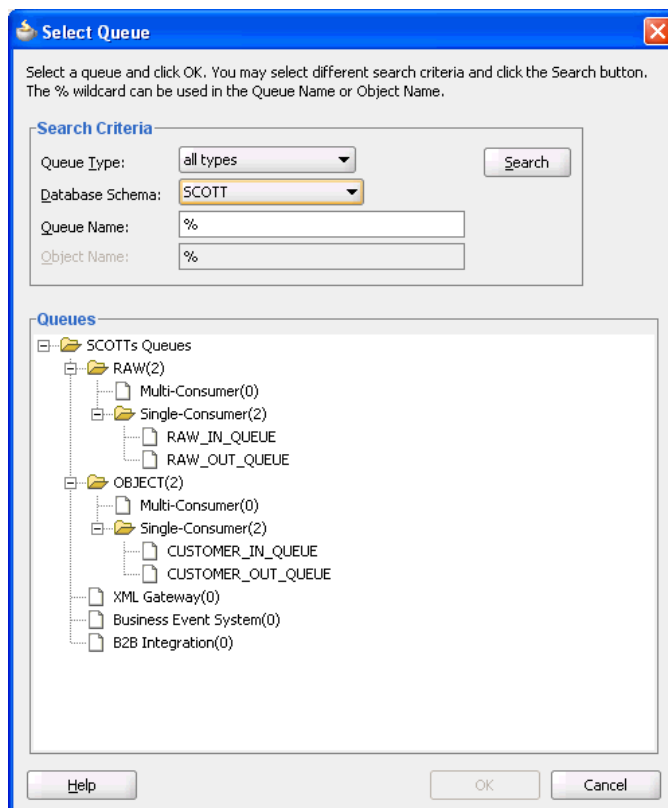 Select Queue
Select a queue and click OK. You may select different search criteria and click the Search button.
The % wildcard can be used in the Queue Name or Object Name.
Search Criteria
Queue Type: all types Search
Database Schema: SCOTT
Queue Name: %
Object Name: %
Queues
SCOTTs Queues
RAW(2)
Multi-Consumer(0)
Single-Consumer(2)
RAW_IN_QUEUE
RAW_OUT_QUEUE
OBJECT(2)
Multi-Consumer(0)
Single-Consumer(2)
CUSTOMER_IN_QUEUE
CUSTOMER_OUT_QUEUE
XML Gateway(0)
Business Event System(0)
B2B Integration(0)
Help OK Cancel